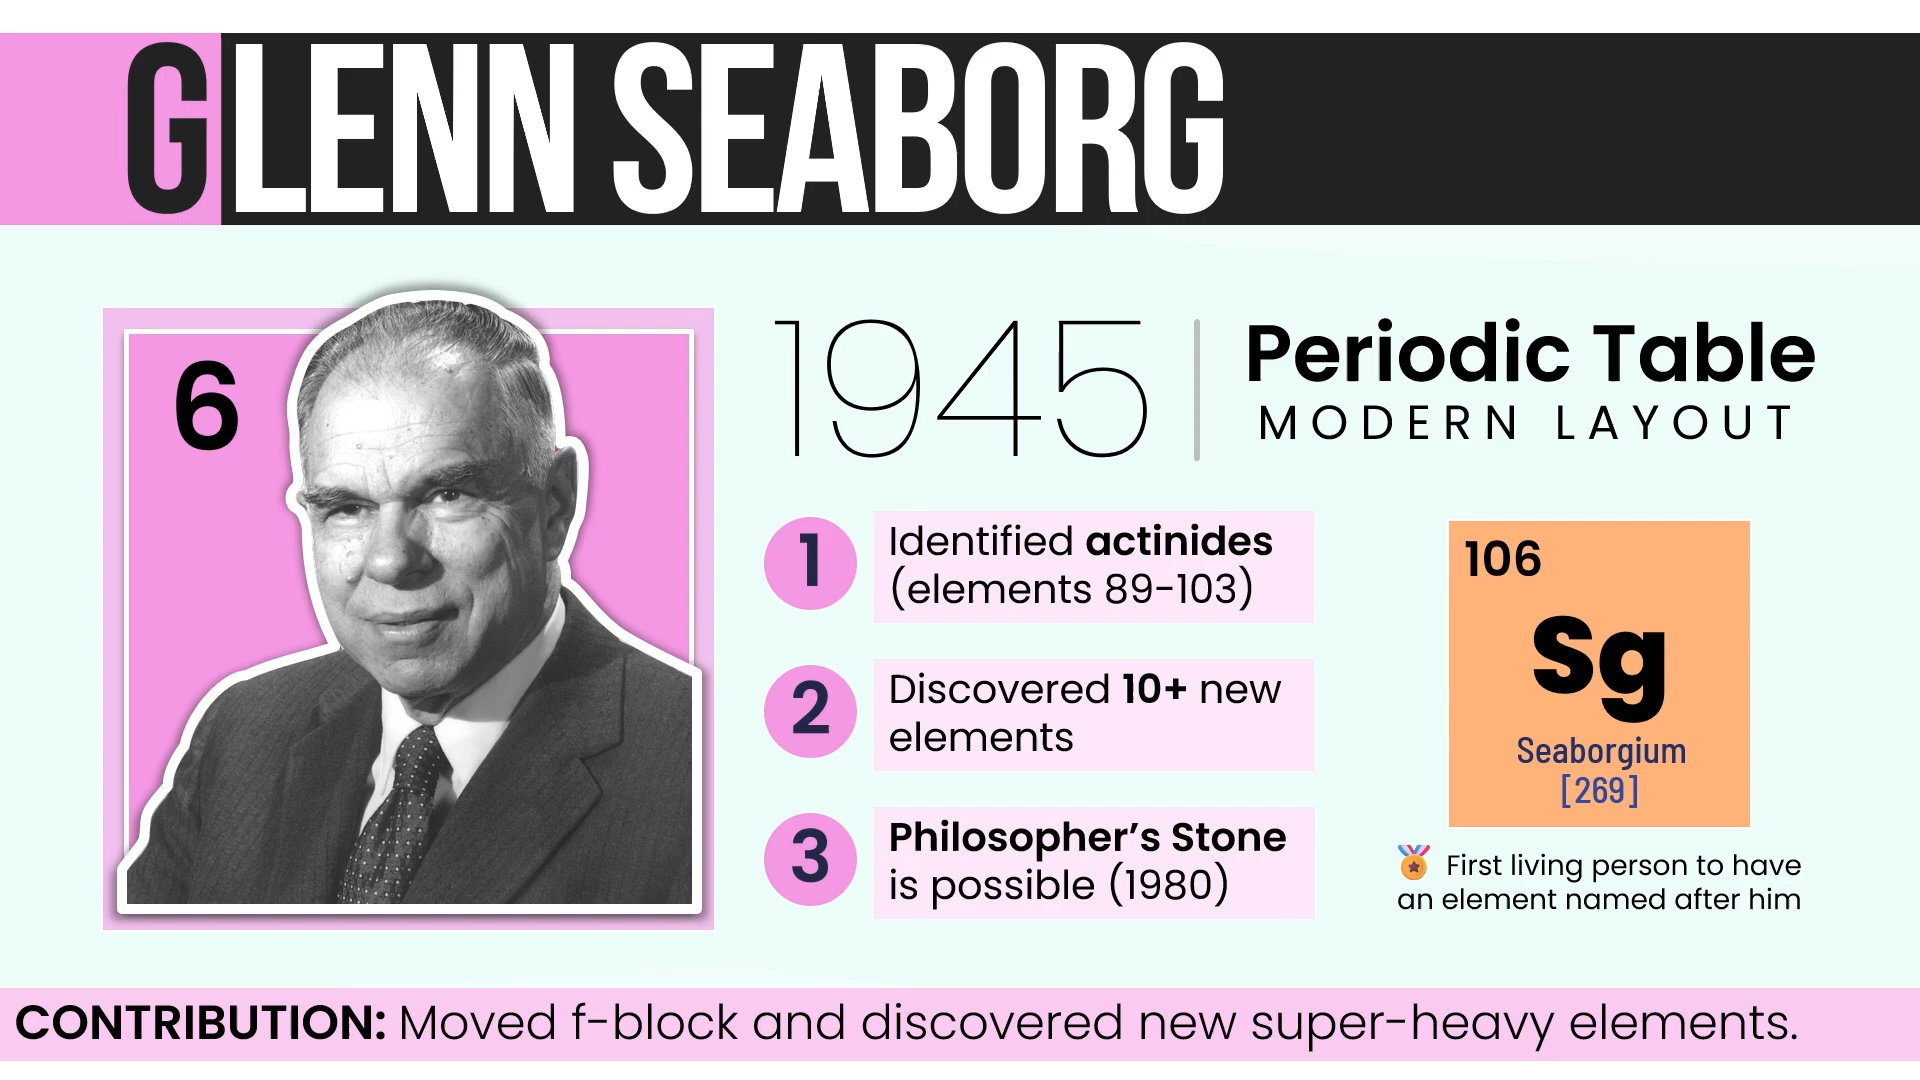 GLENN SEABORG
6
1945
Periodic Table
MODERN LAYOUT
1
Identified actinides
(elements 89-103)
2
Discovered 10+ new
elements
3
Philosopher's Stone
is possible (1980)
106
Sg
Seaborgium
[269]
🏅 First living person to have
an element named after him
CONTRIBUTION: Moved f-block and discovered new super-heavy elements.